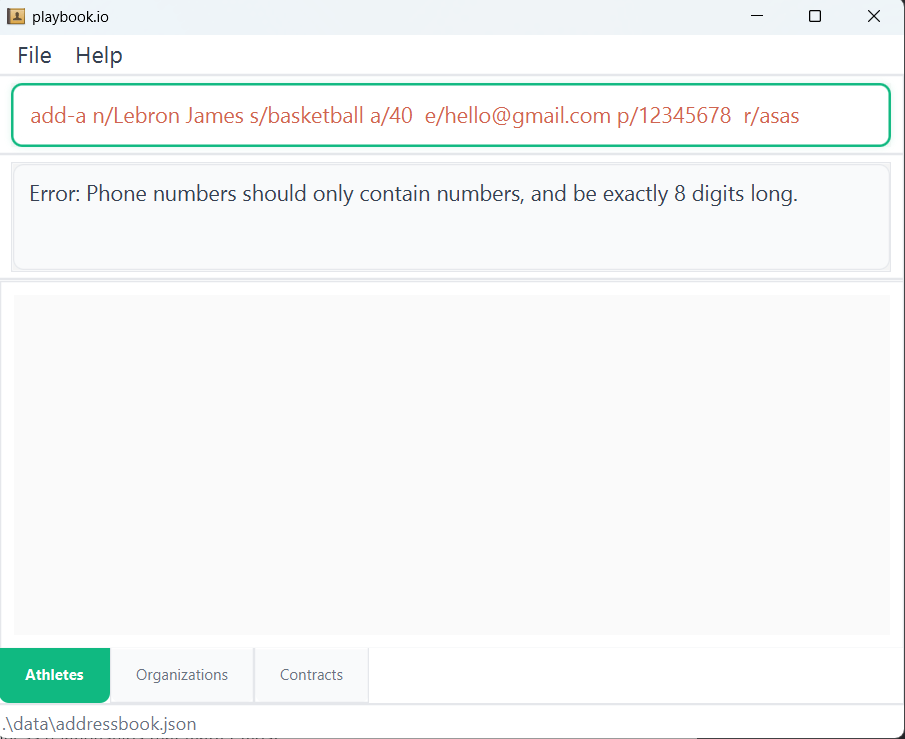 playbook.io
File Help
add-a n/Lebron James s/basketball a/40  e/hello@gmail.com p/12345678  r/asas
Error: Phone numbers should only contain numbers, and be exactly 8 digits long.
Athletes Organizations Contracts
.\data\addressbook.json